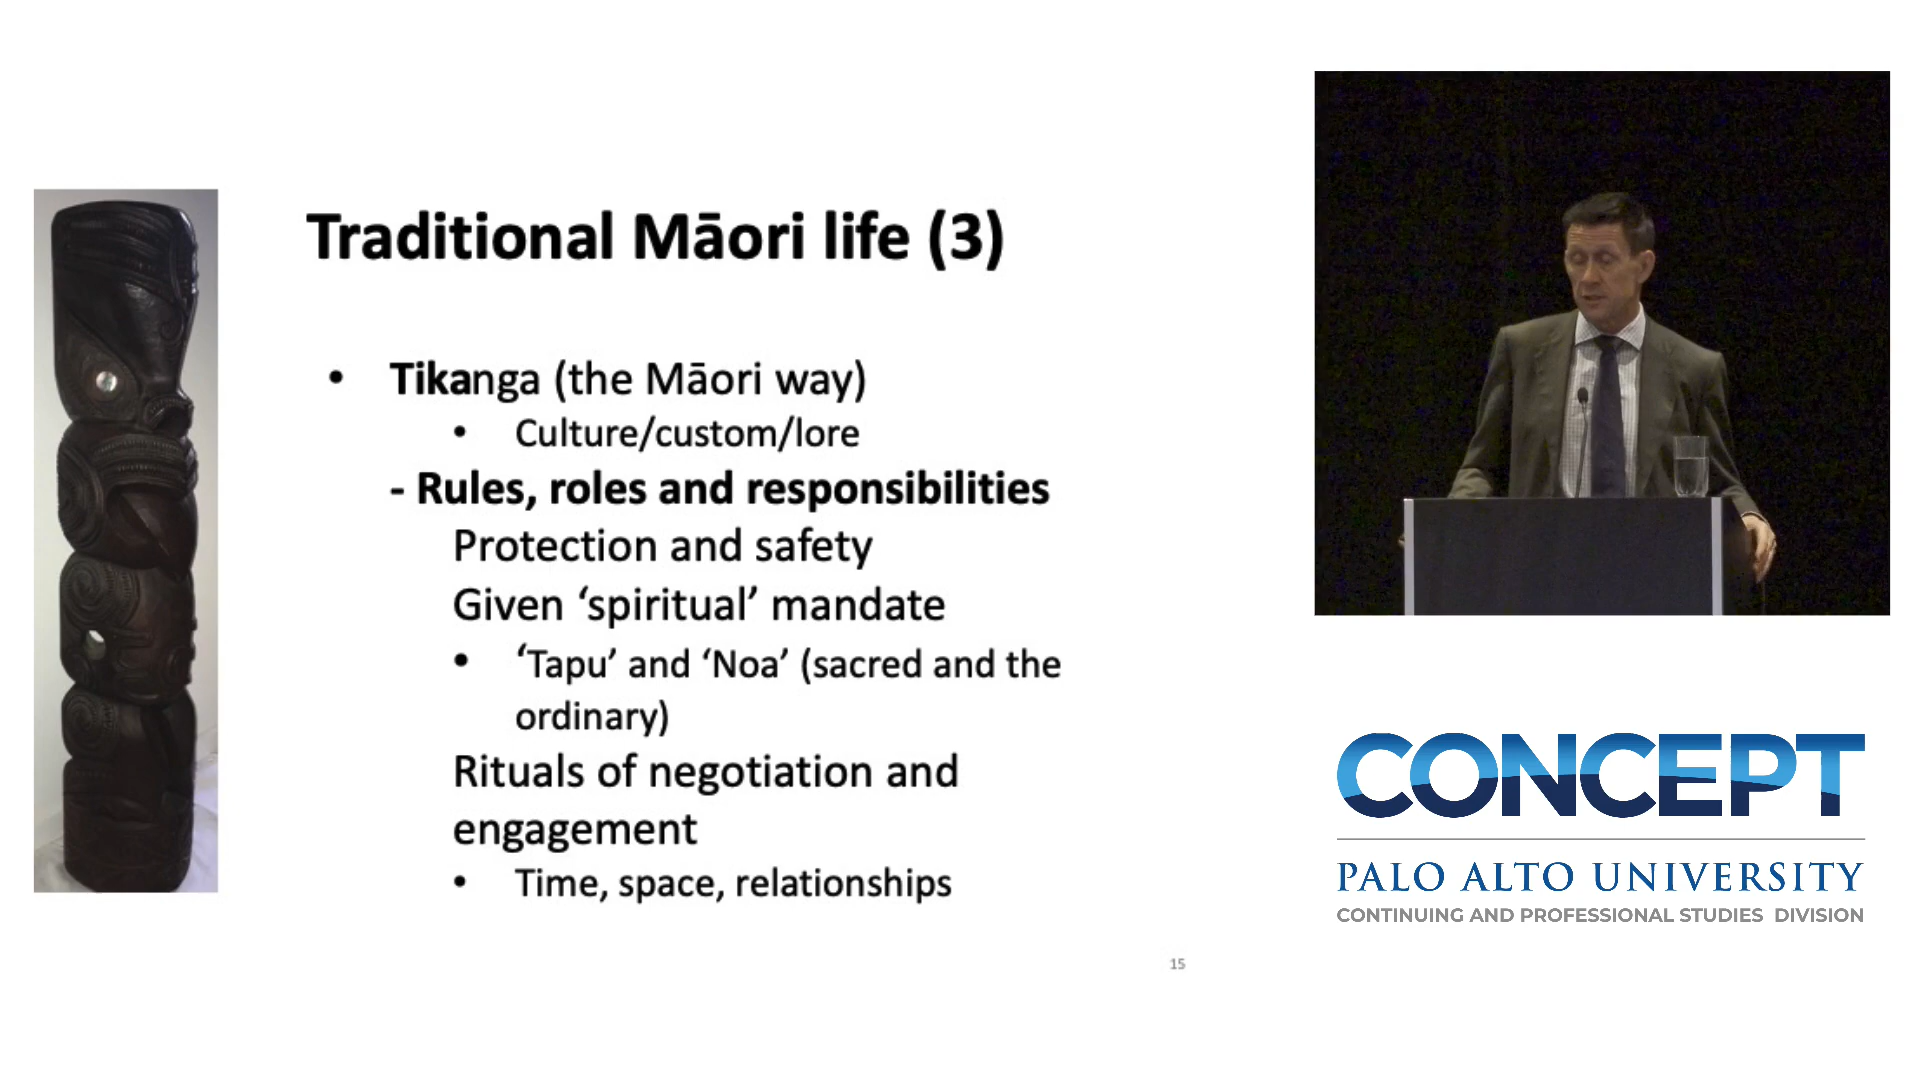 Traditional Māori life (3)
• Tikanga (the Māori way)
• Culture/custom/lore
- Rules, roles and responsibilities
Protection and safety
Given ‘spiritual’ mandate
• ‘Tapu’ and ‘Noa’ (sacred and the
ordinary)
Rituals of negotiation and
engagement
• Time, space, relationships
15
CONCEPT
PALO ALTO UNIVERSITY
CONTINUING AND PROFESSIONAL STUDIES DIVISION